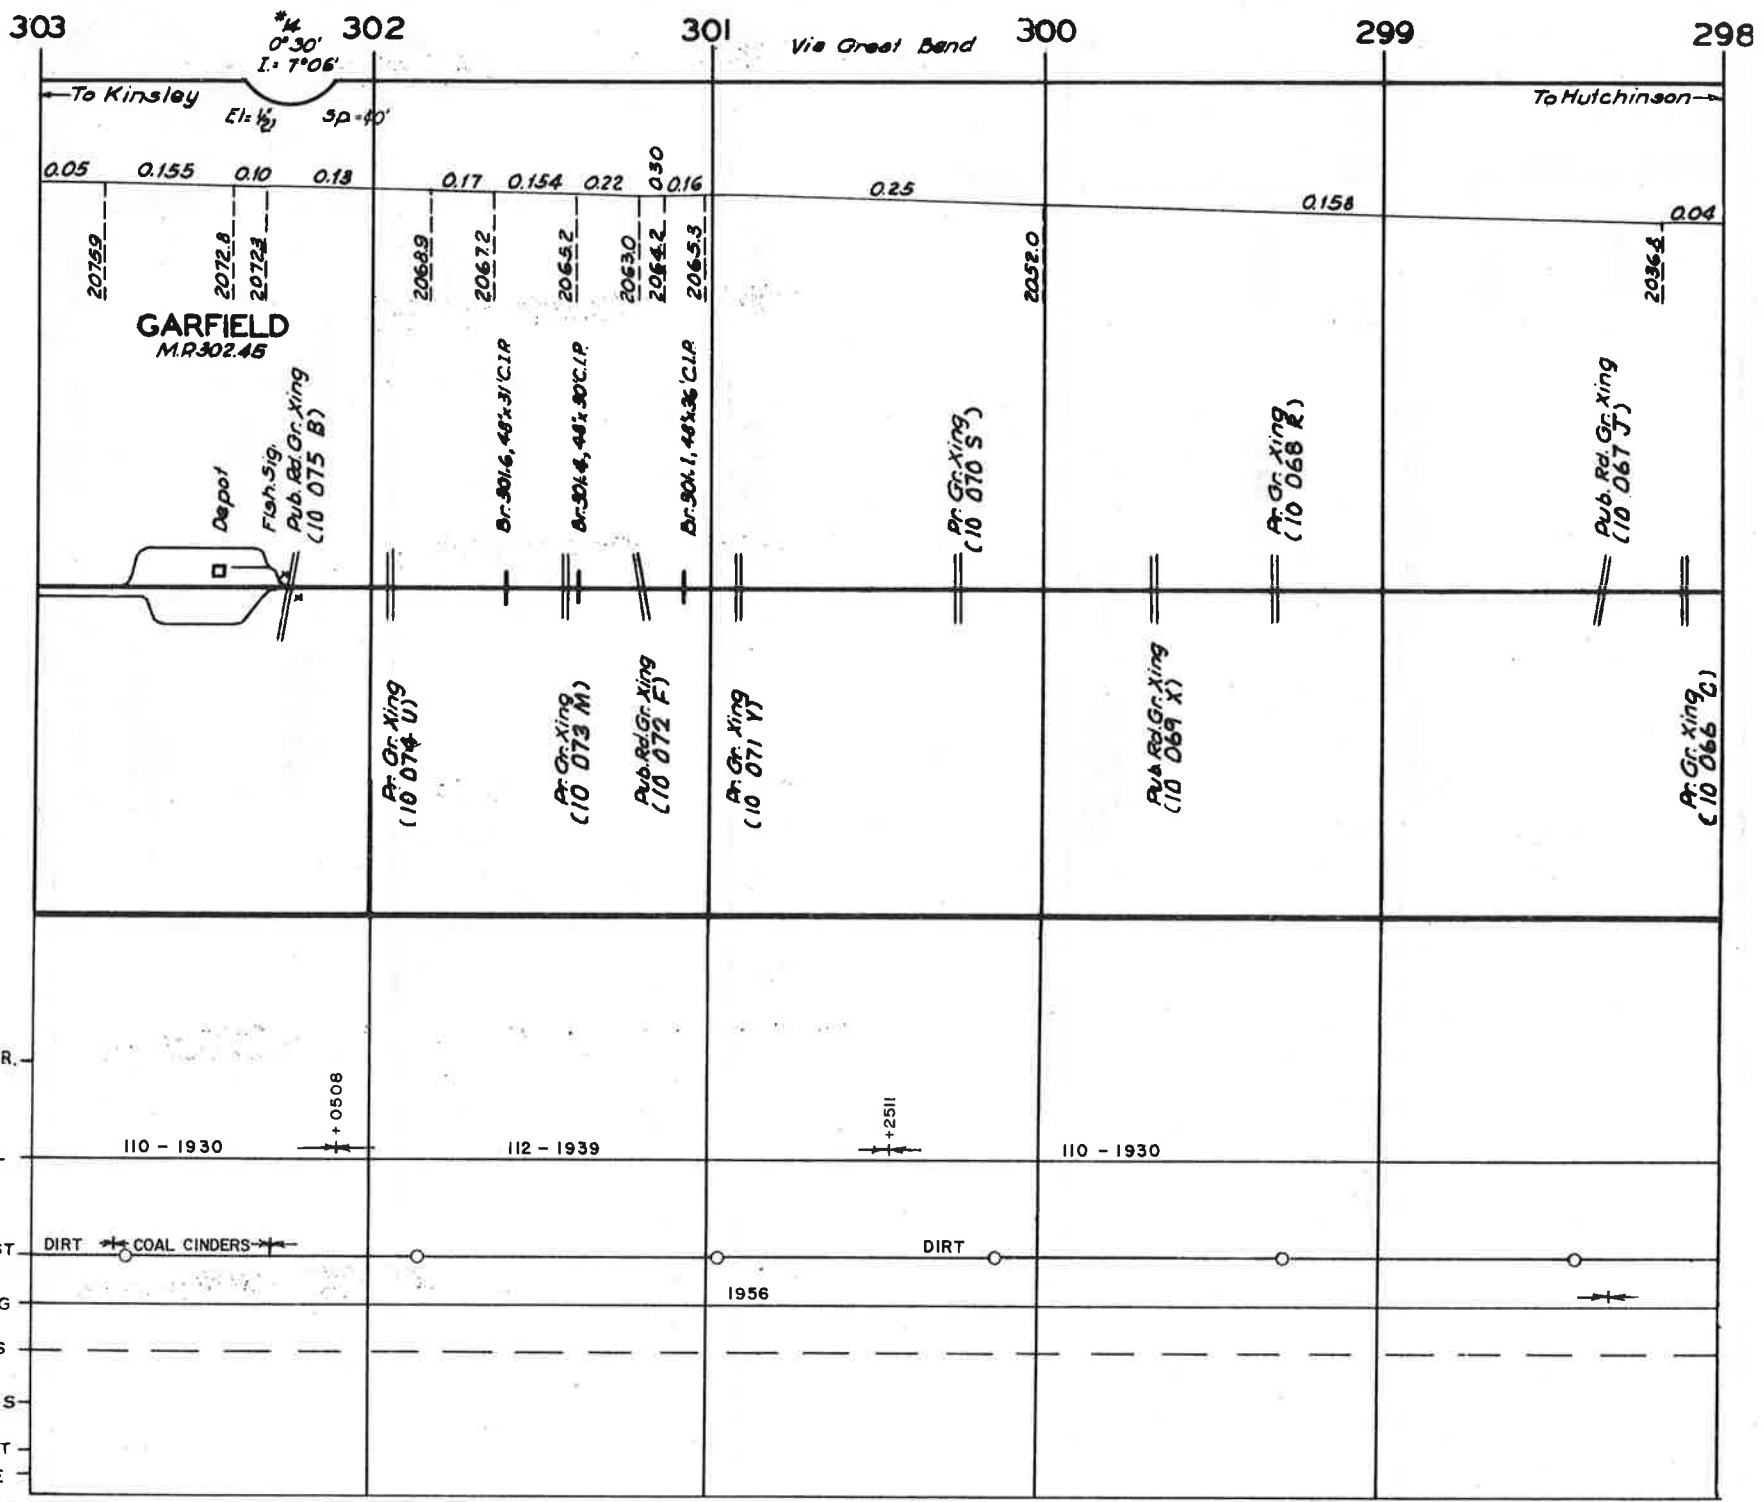 303
#14
0°30'
I.= 7°06'
302
301
Via Great Bend
300
299
298
←To Kinsley
El=½"
Sp=40'
To Hutchinson→
0.05
0.155
0.10
0.13
0.17
0.154
0.22
0.30
0.16
0.25
0.158
0.04
2075.9
2072.8
2072.3
2068.9
2067.2
2065.2
2063.0
2064.2
2065.3
2052.0
2036.8
GARFIELD
M.P.302.45
Depot
Flsh.Sig.
Pub. Rd.Gr.Xing
(10 075 B)
Br.301.6, 48"x31'C.I.P.
Br.301.4, 48"x30'C.I.P.
Br.301.1, 48"x36'C.I.P.
Pr. Gr.Xing
(10 070 S)
Pr. Gr. Xing
(10 068 R)
Pub. Rd. Gr. Xing
(10 067 J)
Pr. Gr. Xing
(10 074 U)
Pr. Gr. Xing
(10 073 M)
Pub.Rd.Gr. Xing
(10 072 F)
Pr. Gr. Xing
(10 071 Y)
Pub.Rd.Gr.Xing
(10 069 X)
Pr. Gr. Xing
(10 066 C)
R.
+0508
+2511
110 - 1930
112 - 1939
110 - 1930
ST
DIRT
COAL CINDERS
DIRT
G
1956
S
S
T
E